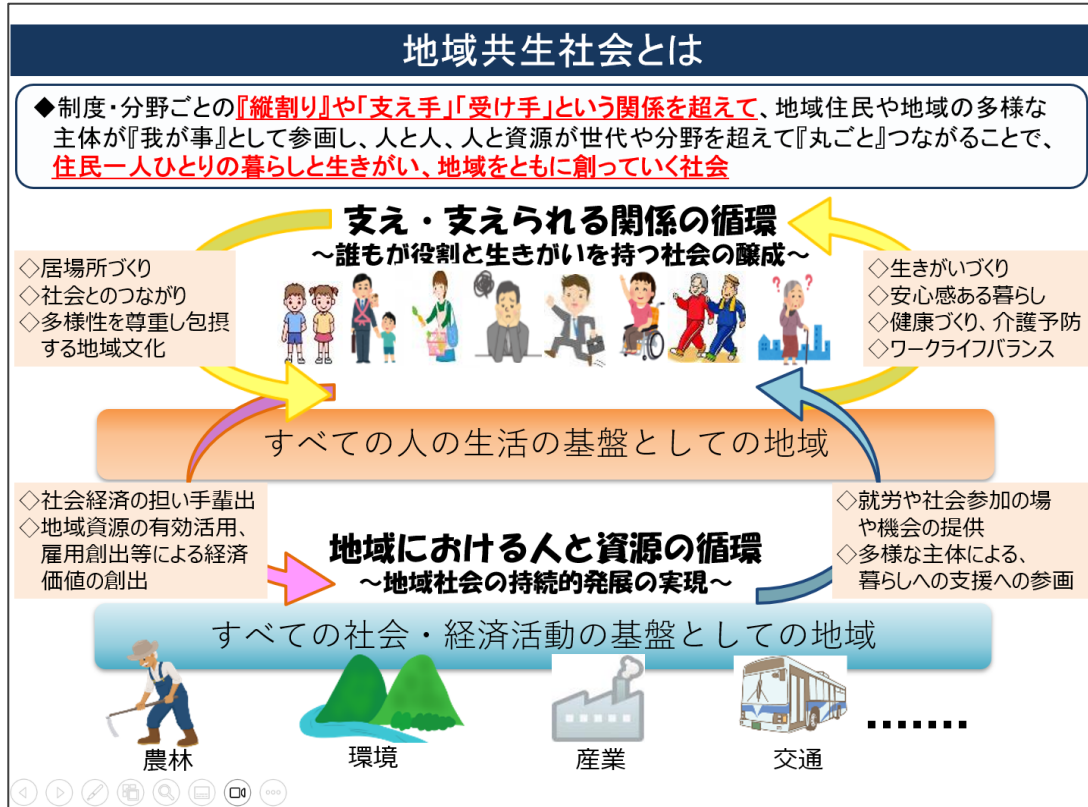 地域共生社会とは
◆制度・分野ごとの『縦割り』や「支え手」「受け手」という関係を超えて、地域住民や地域の多様な
主体が『我が事』として参画し、人と人、人と資源が世代や分野を超えて『丸ごと』つながることで、
住民一人ひとりの暮らしと生きがい、地域をともに創っていく社会
支え・支えられる関係の循環
～誰もが役割と生きがいを持つ社会の醸成～
◇居場所づくり
◇社会とのつながり
◇多様性を尊重し包摂
する地域文化
◇生きがいづくり
◇安心感ある暮らし
◇健康づくり、介護予防
◇ワークライフバランス
すべての人の生活の基盤としての地域
◇社会経済の担い手輩出
◇地域資源の有効活用、
雇用創出等による経済
価値の創出
地域における人と資源の循環
～地域社会の持続的発展の実現～
◇就労や社会参加の場
や機会の提供
◇多様な主体による、
暮らしへの支援への参画
すべての社会・経済活動の基盤としての地域
農林
環境
産業
交通
･･･････